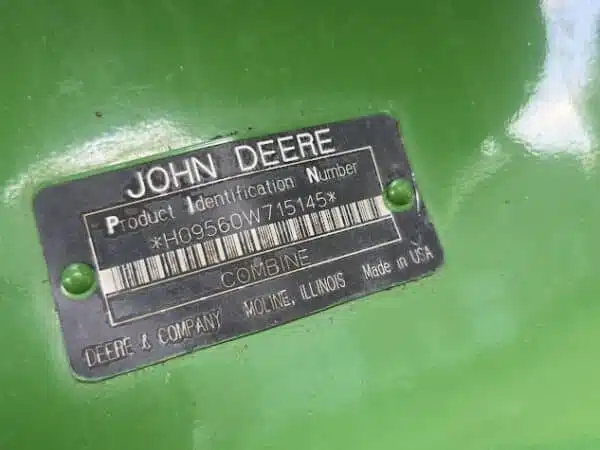 JOHN DEERE
Product Identification Number
*H09560W715145*
COMBINE
DEERE & COMPANY MOLINE, ILLINOIS Made in USA